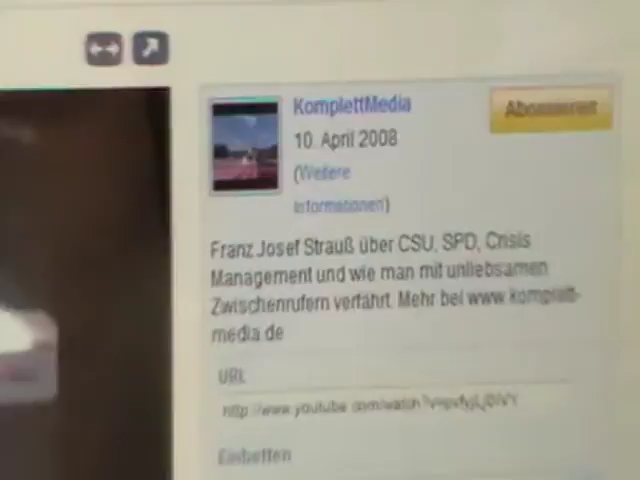 KomplettMedia
Abonnieren
10. April 2008
(Weitere
Informationen)
Franz Josef Strauß über CSU, SPD, Crisis
Management und wie man mit unliebsamen
Zwischenrufern verfährt. Mehr bei www.komplett-
media.de
URL
Einbetten